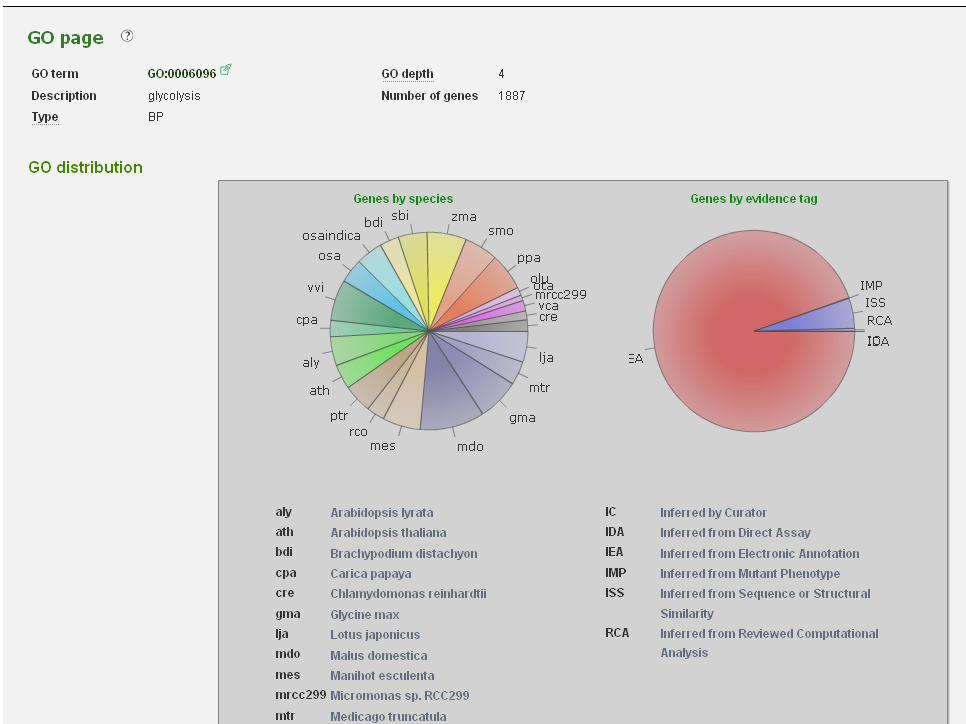 GO page ?
GO term GO:0006096 GO depth 4
Description glycolysis Number of genes 1887
Type BP
GO distribution
Genes by species Genes by evidence tag
sbi
zma
bdi
smo
osaindica
osa
ppa
olu
ota
mrcc299
vca
cre
vvi
cpa
aly
ath
ptr
rco
mes
mdo
gma
mtr
lja
IMP
ISS
RCA
IDA
EA
aly Arabidopsis lyrata
ath Arabidopsis thaliana
bdi Brachypodium distachyon
cpa Carica papaya
cre Chlamydomonas reinhardtii
gma Glycine max
lja Lotus japonicus
mdo Malus domestica
mes Manihot esculenta
mrcc299 Micromonas sp. RCC299
mtr Medicago truncatula
IC Inferred by Curator
IDA Inferred from Direct Assay
IEA Inferred from Electronic Annotation
IMP Inferred from Mutant Phenotype
ISS Inferred from Sequence or Structural
Similarity
RCA Inferred from Reviewed Computational
Analysis